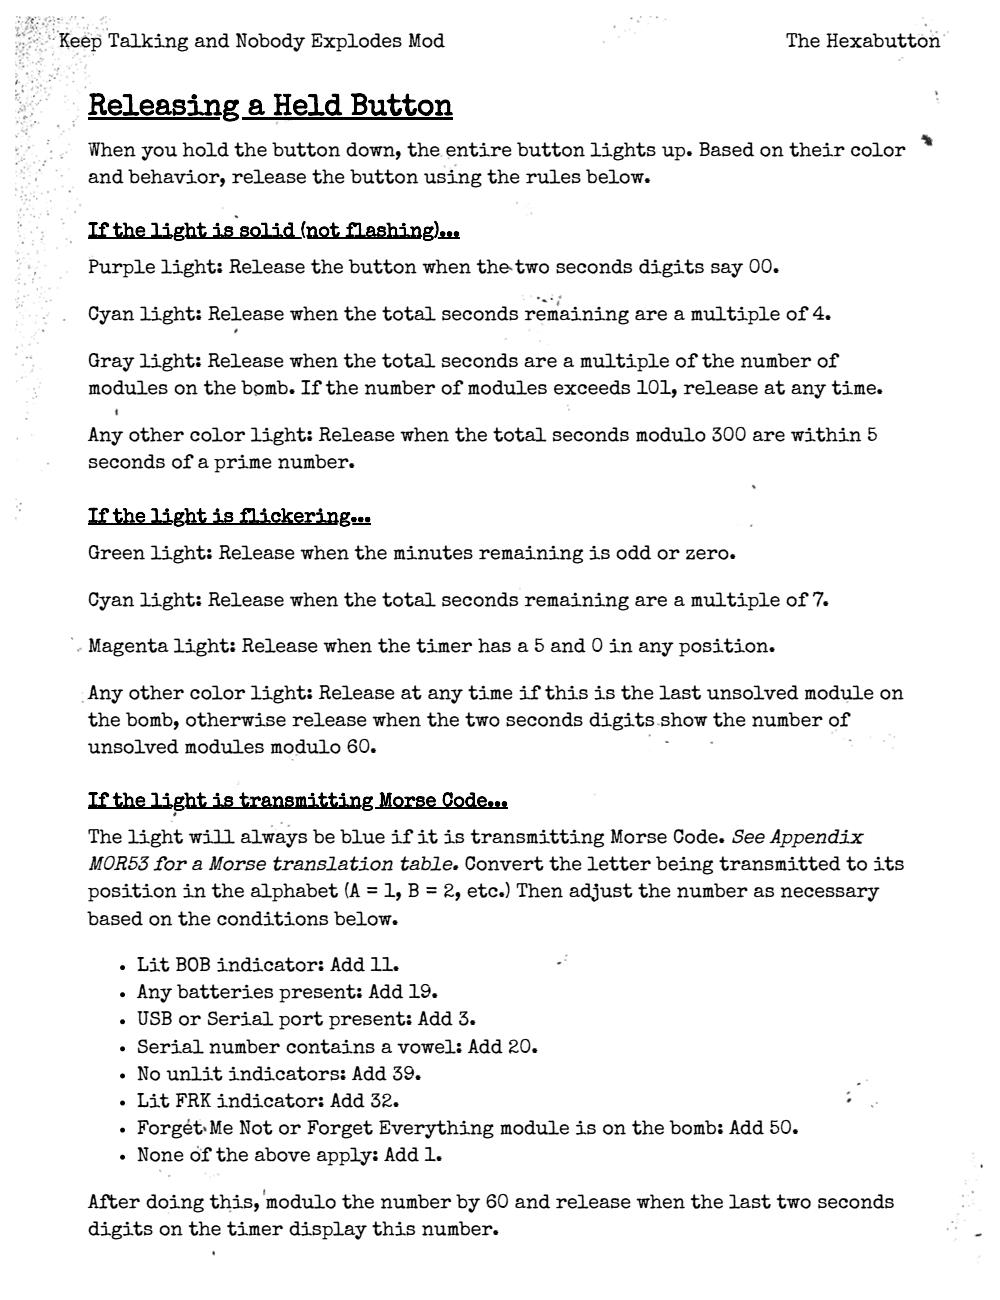 Keep Talking and Nobody Explodes Mod
The Hexabutton
Releasing a Held Button
When you hold the button down, the entire button lights up. Based on their color
and behavior, release the button using the rules below.
If the light is solid (not flashing)...
Purple light: Release the button when the two seconds digits say 00.
Cyan light: Release when the total seconds remaining are a multiple of 4.
Gray light: Release when the total seconds are a multiple of the number of
modules on the bomb. If the number of modules exceeds 101, release at any time.
Any other color light: Release when the total seconds modulo 300 are within 5
seconds of a prime number.
If the light is flickering...
Green light: Release when the minutes remaining is odd or zero.
Cyan light: Release when the total seconds remaining are a multiple of 7.
Magenta light: Release when the timer has a 5 and 0 in any position.
Any other color light: Release at any time if this is the last unsolved module on
the bomb, otherwise release when the two seconds digits show the number of
unsolved modules modulo 60.
If the light is transmitting Morse Code...
The light will always be blue if it is transmitting Morse Code. See Appendix
MOR53 for a Morse translation table. Convert the letter being transmitted to its
position in the alphabet (A = 1, B = 2, etc.) Then adjust the number as necessary
based on the conditions below.
• Lit BOB indicator: Add 11.
• Any batteries present: Add 19.
• USB or Serial port present: Add 3.
• Serial number contains a vowel: Add 20.
• No unlit indicators: Add 39.
• Lit FRK indicator: Add 32.
• Forget Me Not or Forget Everything module is on the bomb: Add 50.
• None of the above apply: Add 1.
After doing this, modulo the number by 60 and release when the last two seconds
digits on the timer display this number.